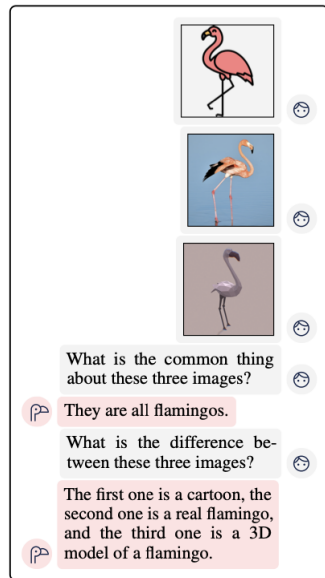 What is the common thing
about these three images?
They are all flamingos.
What is the difference be-
tween these three images?
The first one is a cartoon, the
second one is a real flamingo,
and the third one is a 3D
model of a flamingo.